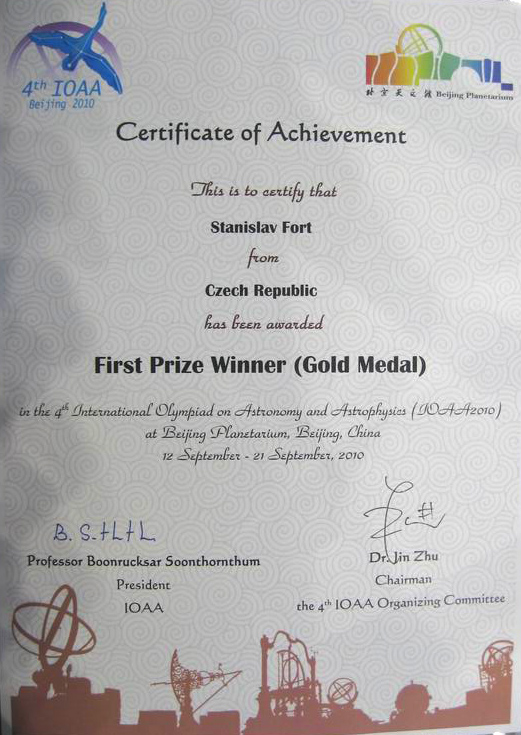 4th IOAA
Beijing 2010
北京天文馆 Beijing Planetarium
Certificate of Achievement
This is to certify that
Stanislav Fort
from
Czech Republic
has been awarded
First Prize Winner (Gold Medal)
in the 4th International Olympiad on Astronomy and Astrophysics (IOAA2010)
at Beijing Planetarium, Beijing, China
12 September - 21 September, 2010
Professor Boonrucksar Soonthornthum
President
IOAA
Dr. Jin Zhu
Chairman
the 4th IOAA Organizing Committee